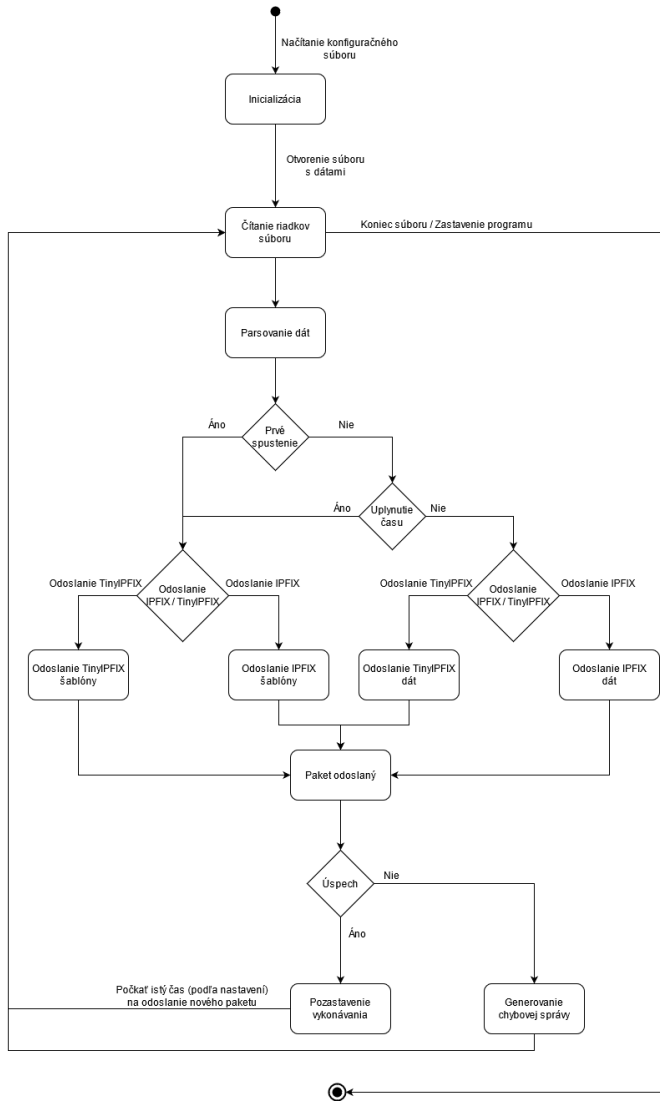 Načítanie konfiguračného
súboru
Inicializácia
Otvorenie súboru
s dátami
Čítanie riadkov
súboru
Koniec súboru / Zastavenie programu
Parsovanie dát
Áno
Prvé
spustenie
Nie
Áno
Uplynutie
času
Nie
Odoslanie TinyIPFIX
Odoslanie
IPFIX / TinyIPFIX
Odoslanie IPFIX
Odoslanie TinyIPFIX
Odoslanie
IPFIX / TinyIPFIX
Odoslanie IPFIX
Odoslanie TinyIPFIX
šablóny
Odoslanie IPFIX
šablóny
Odoslanie TinyIPFIX
dát
Odoslanie IPFIX
dát
Paket odoslaný
Úspech
Nie
Áno
Počkať istý čas (podľa nastavení)
na odoslanie nového paketu
Pozastavenie
vykonávania
Generovanie
chybovej správy